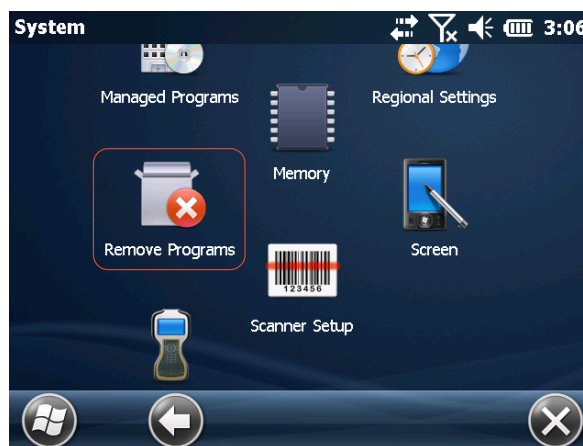 System
3:06
Managed Programs
Regional Settings
Memory
Remove Programs
Screen
123456
Scanner Setup